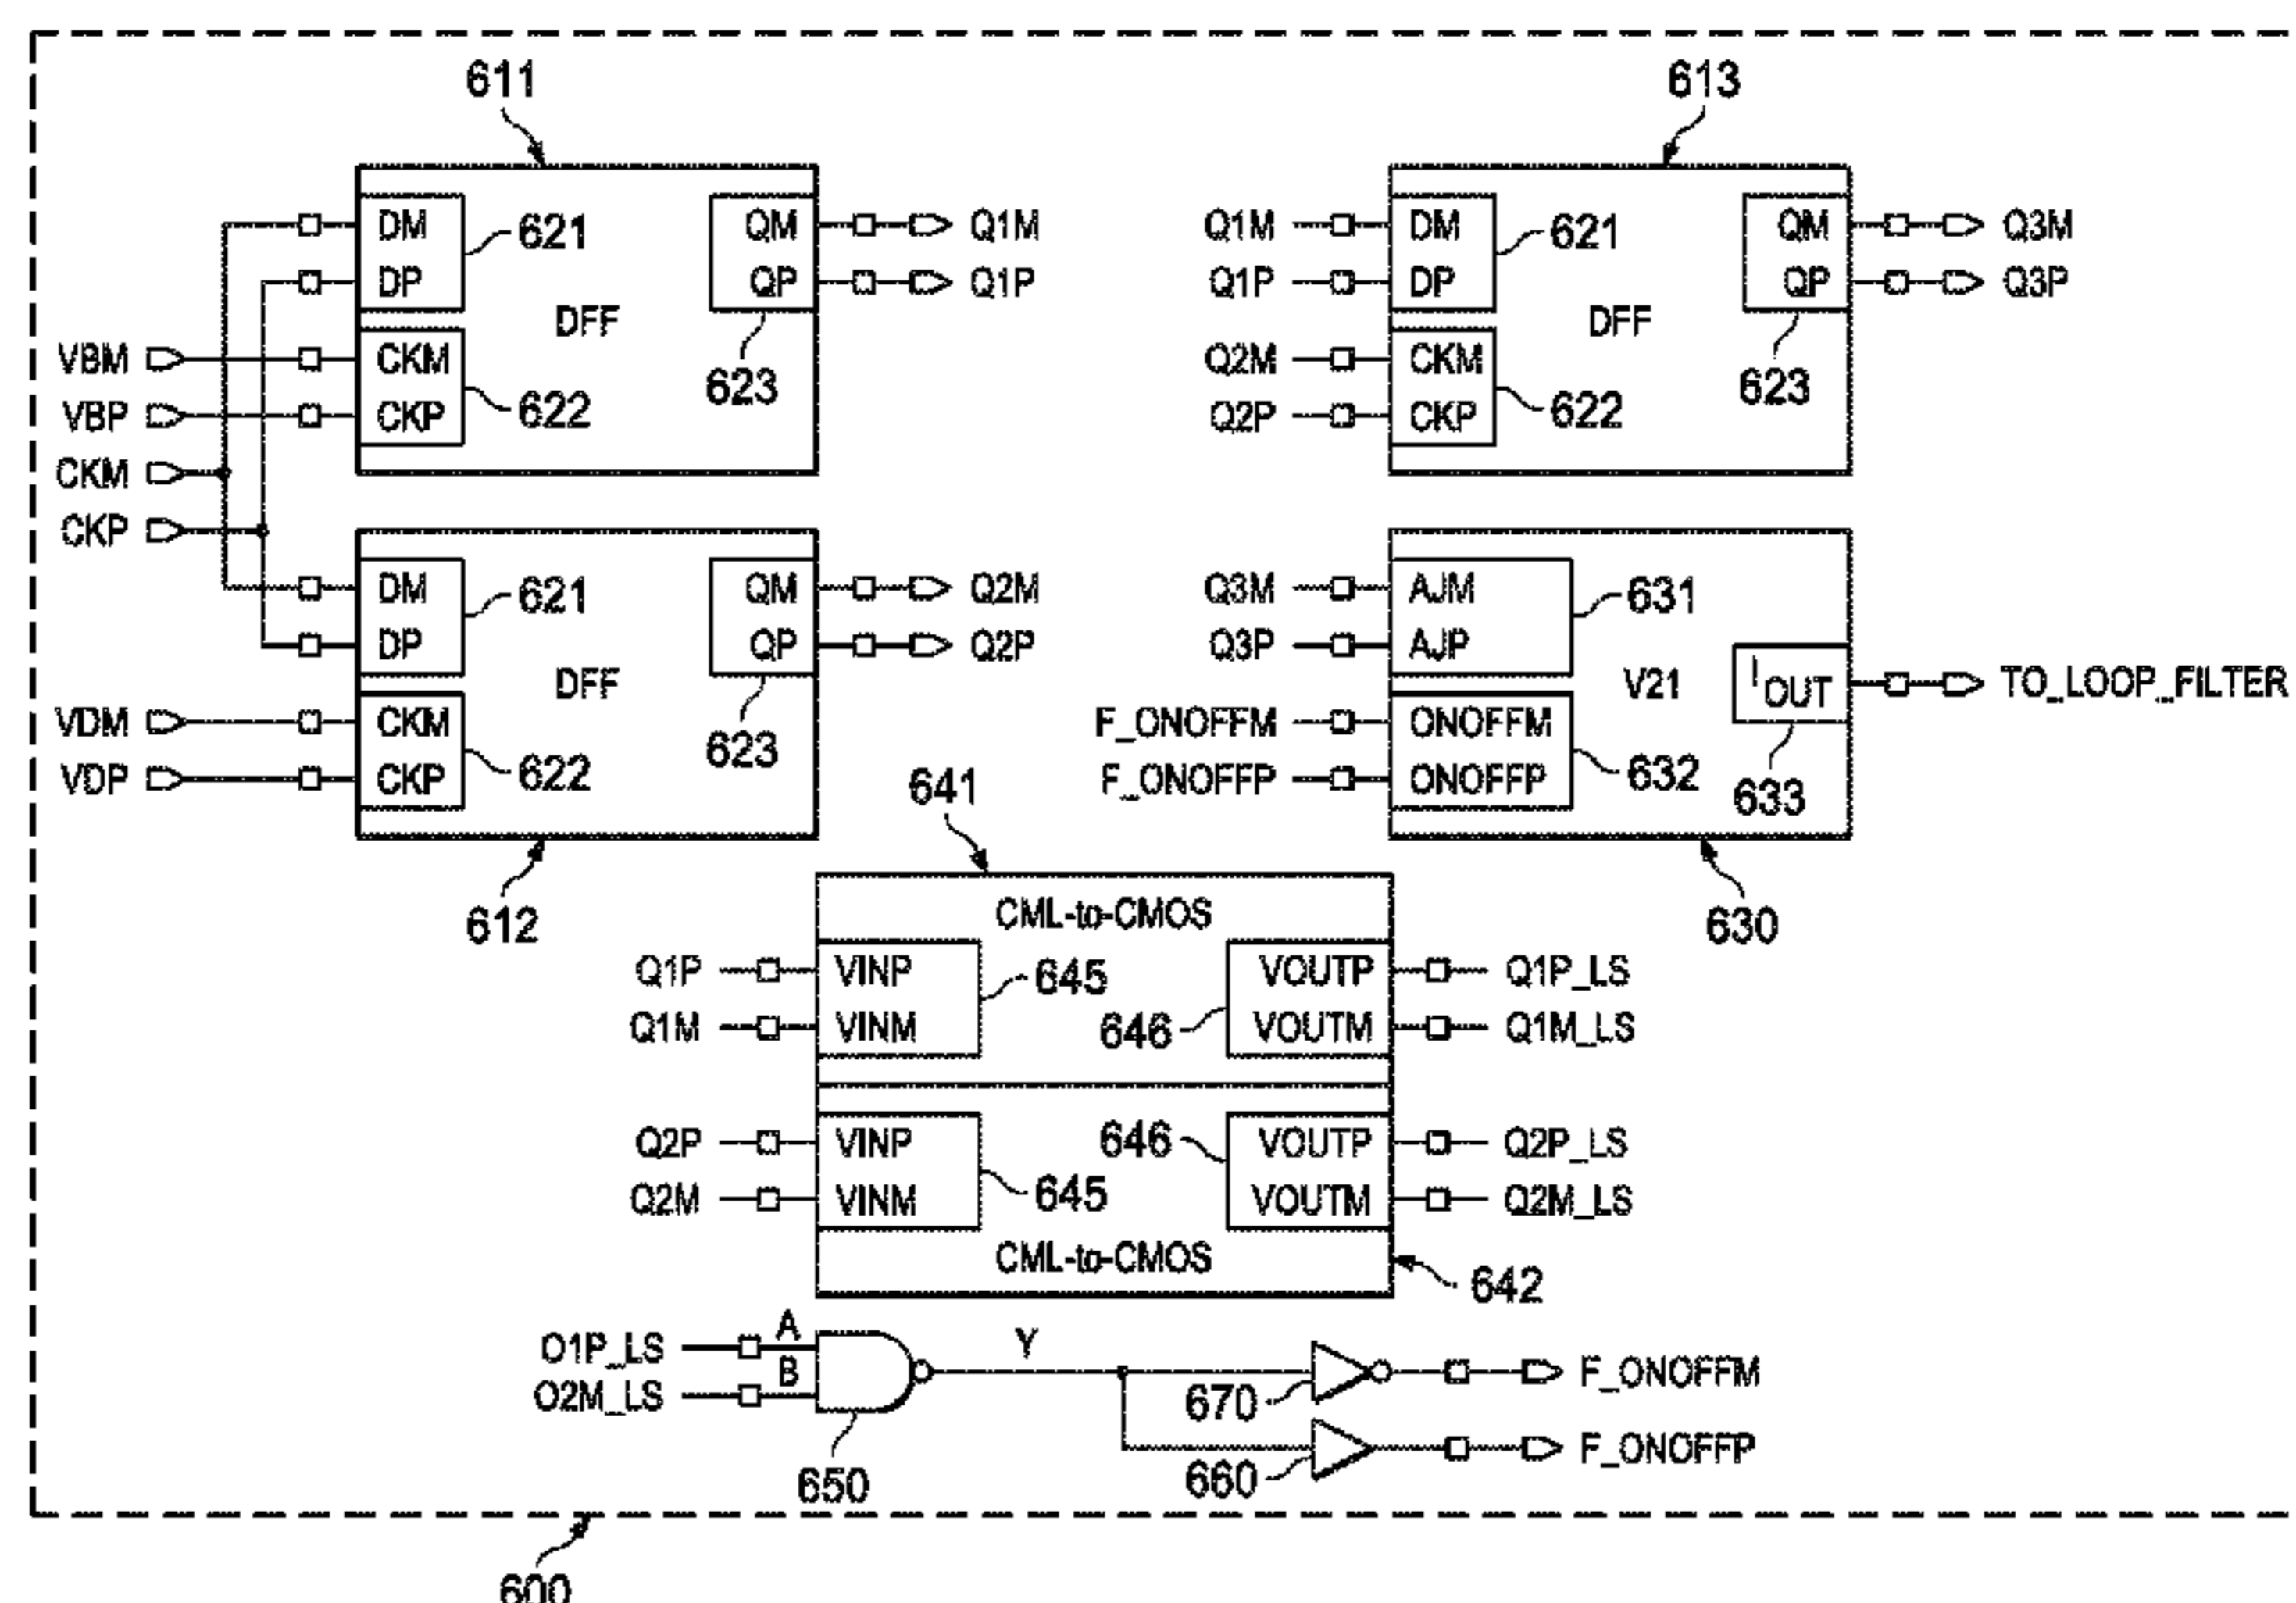 611
613
DM
QM
Q1M
621
DP
QP
Q1P
DFF
VBM
CKM
623
VBP
CKP
622
CKM
CKP
Q1M
DM
QM
Q3M
621
Q1P
DP
QP
Q3P
DFF
Q2M
CKM
623
Q2P
CKP
622
DM
QM
Q2M
621
DP
QP
Q2P
DFF
VDM
CKM
623
VDP
CKP
622
612
Q3M
AJM
631
Q3P
AJP
V21
I OUT
TO_LOOP_FILTER
F_ONOFFM
ONOFFM
F_ONOFFP
ONOFFP
632
633
630
641
CML-to-CMOS
Q1P
VINP
645
VOUTP
Q1P_LS
Q1M
VINM
646
VOUTM
Q1M_LS
Q2P
VINP
646
VOUTP
Q2P_LS
Q2M
VINM
645
VOUTM
Q2M_LS
CML-to-CMOS
642
O1P_LS
A
Y
F_ONOFFM
O2M_LS
B
670
650
660
F_ONOFFP
600